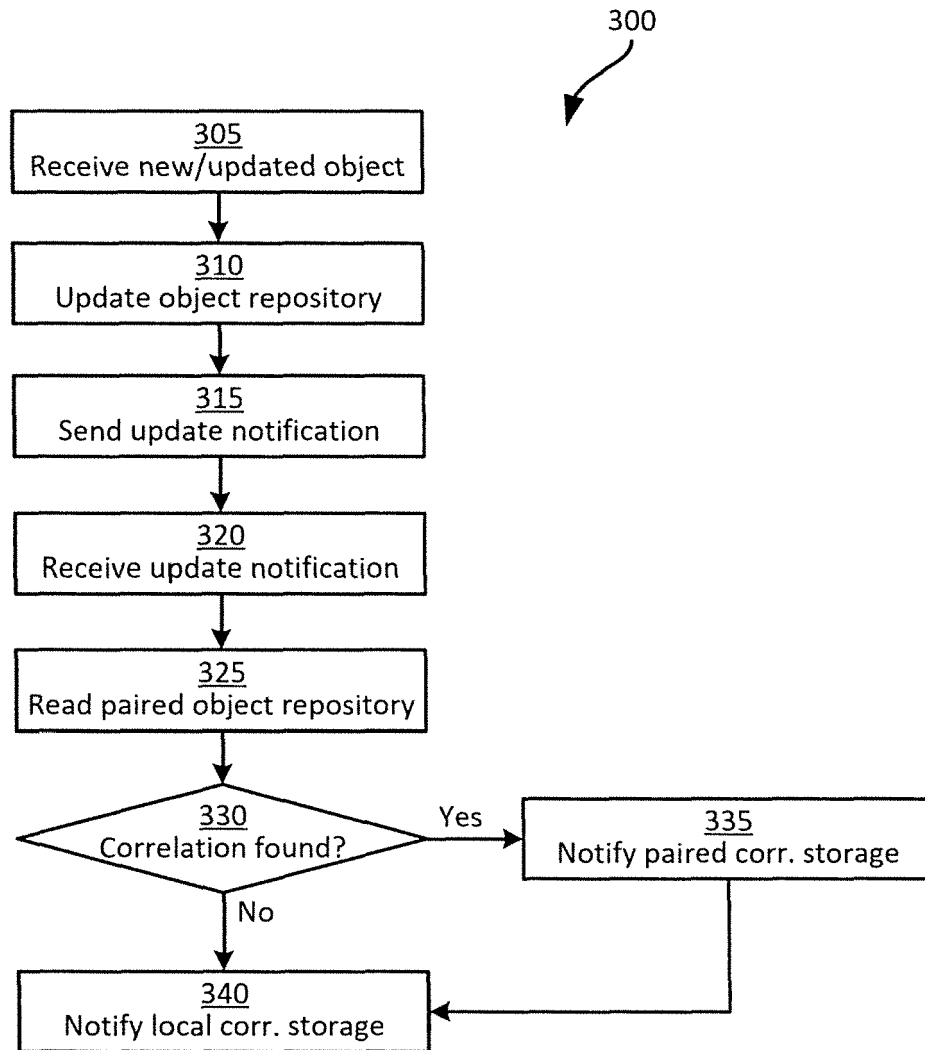 300
305
Receive new/updated object
310
Update object repository
315
Send update notification
320
Receive update notification
325
Read paired object repository
330
Correlation found?
Yes
335
Notify paired corr. storage
No
340
Notify local corr. storage